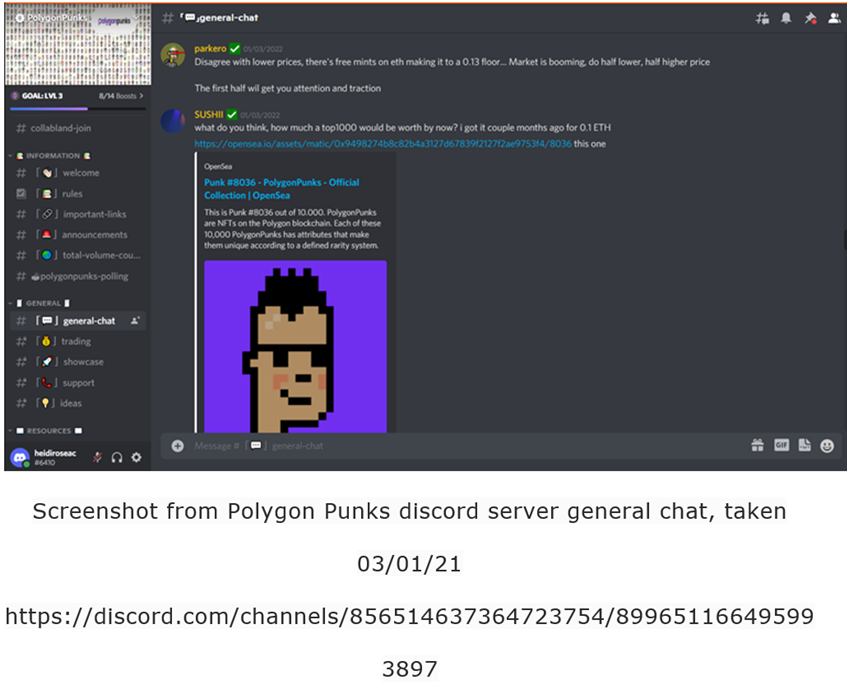 PolygonPunks
polygonpunks
GOAL: LVL 3
8/14 Boosts >
collabland-join
INFORMATION
welcome
rules
important-links
announcements
total-volume-cou...
polygonpunks-polling
GENERAL
general-chat
trading
showcase
support
ideas
RESOURCES
heidiroseac
#6410
general-chat
parkero 01/03/2022
Disagree with lower prices, there's free mints on eth making it to a 0.13 floor... Market is booming, do half lower, half higher price
The first half wil get you attention and traction
SUSHII 01/03/2022
what do you think, how much a top1000 would be worth by now? i got it couple months ago for 0.1 ETH
https://opensea.io/assets/matic/0x9498274b8c82b4a3127d67839f2127f2ae9753f4/8036 this one
OpenSea
Punk #8036 - PolygonPunks - Official
Collection | OpenSea
This is Punk #8036 out of 10.000. PolygonPunks
are NFTs on the Polygon blockchain. Each of these
10,000 PolygonPunks has attributes that make
them unique according to a defined rarity system.
Message # general-chat
GIF
Screenshot from Polygon Punks discord server general chat, taken
03/01/21
https://discord.com/channels/856514637364723754/89965116649599
3897